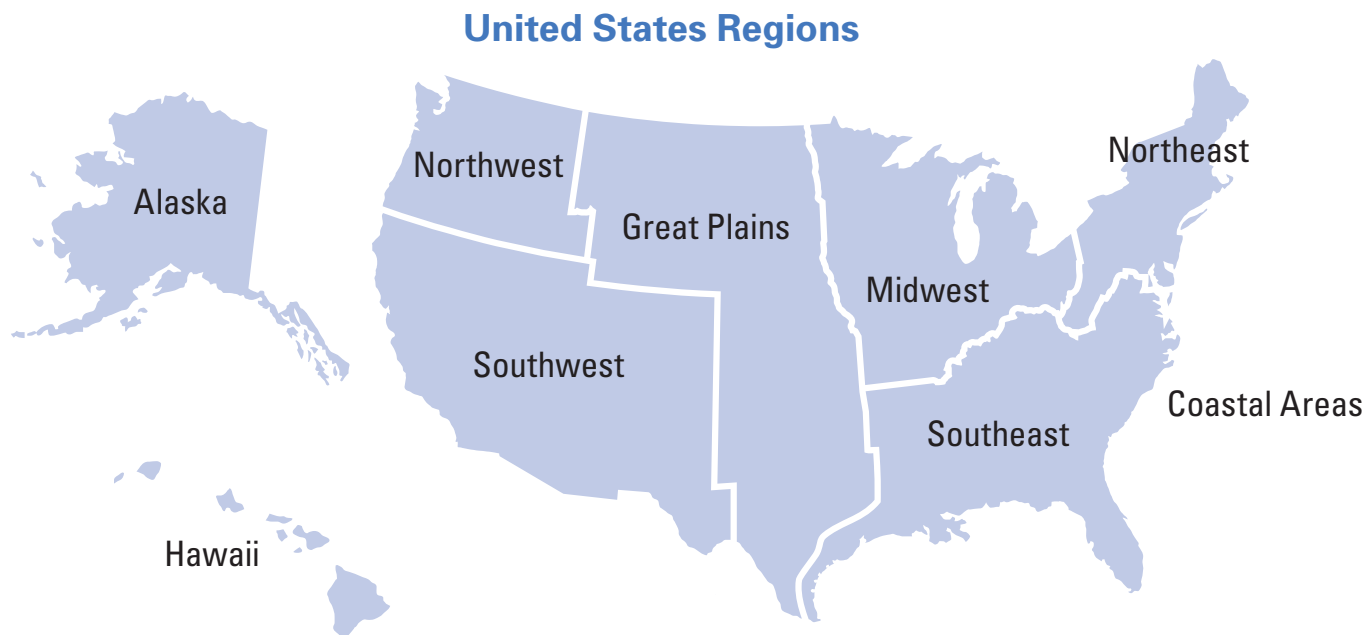 United States Regions
Northeast
Northwest
Alaska
Great Plains
Midwest
Southwest
Coastal Areas
Southeast
Hawaii